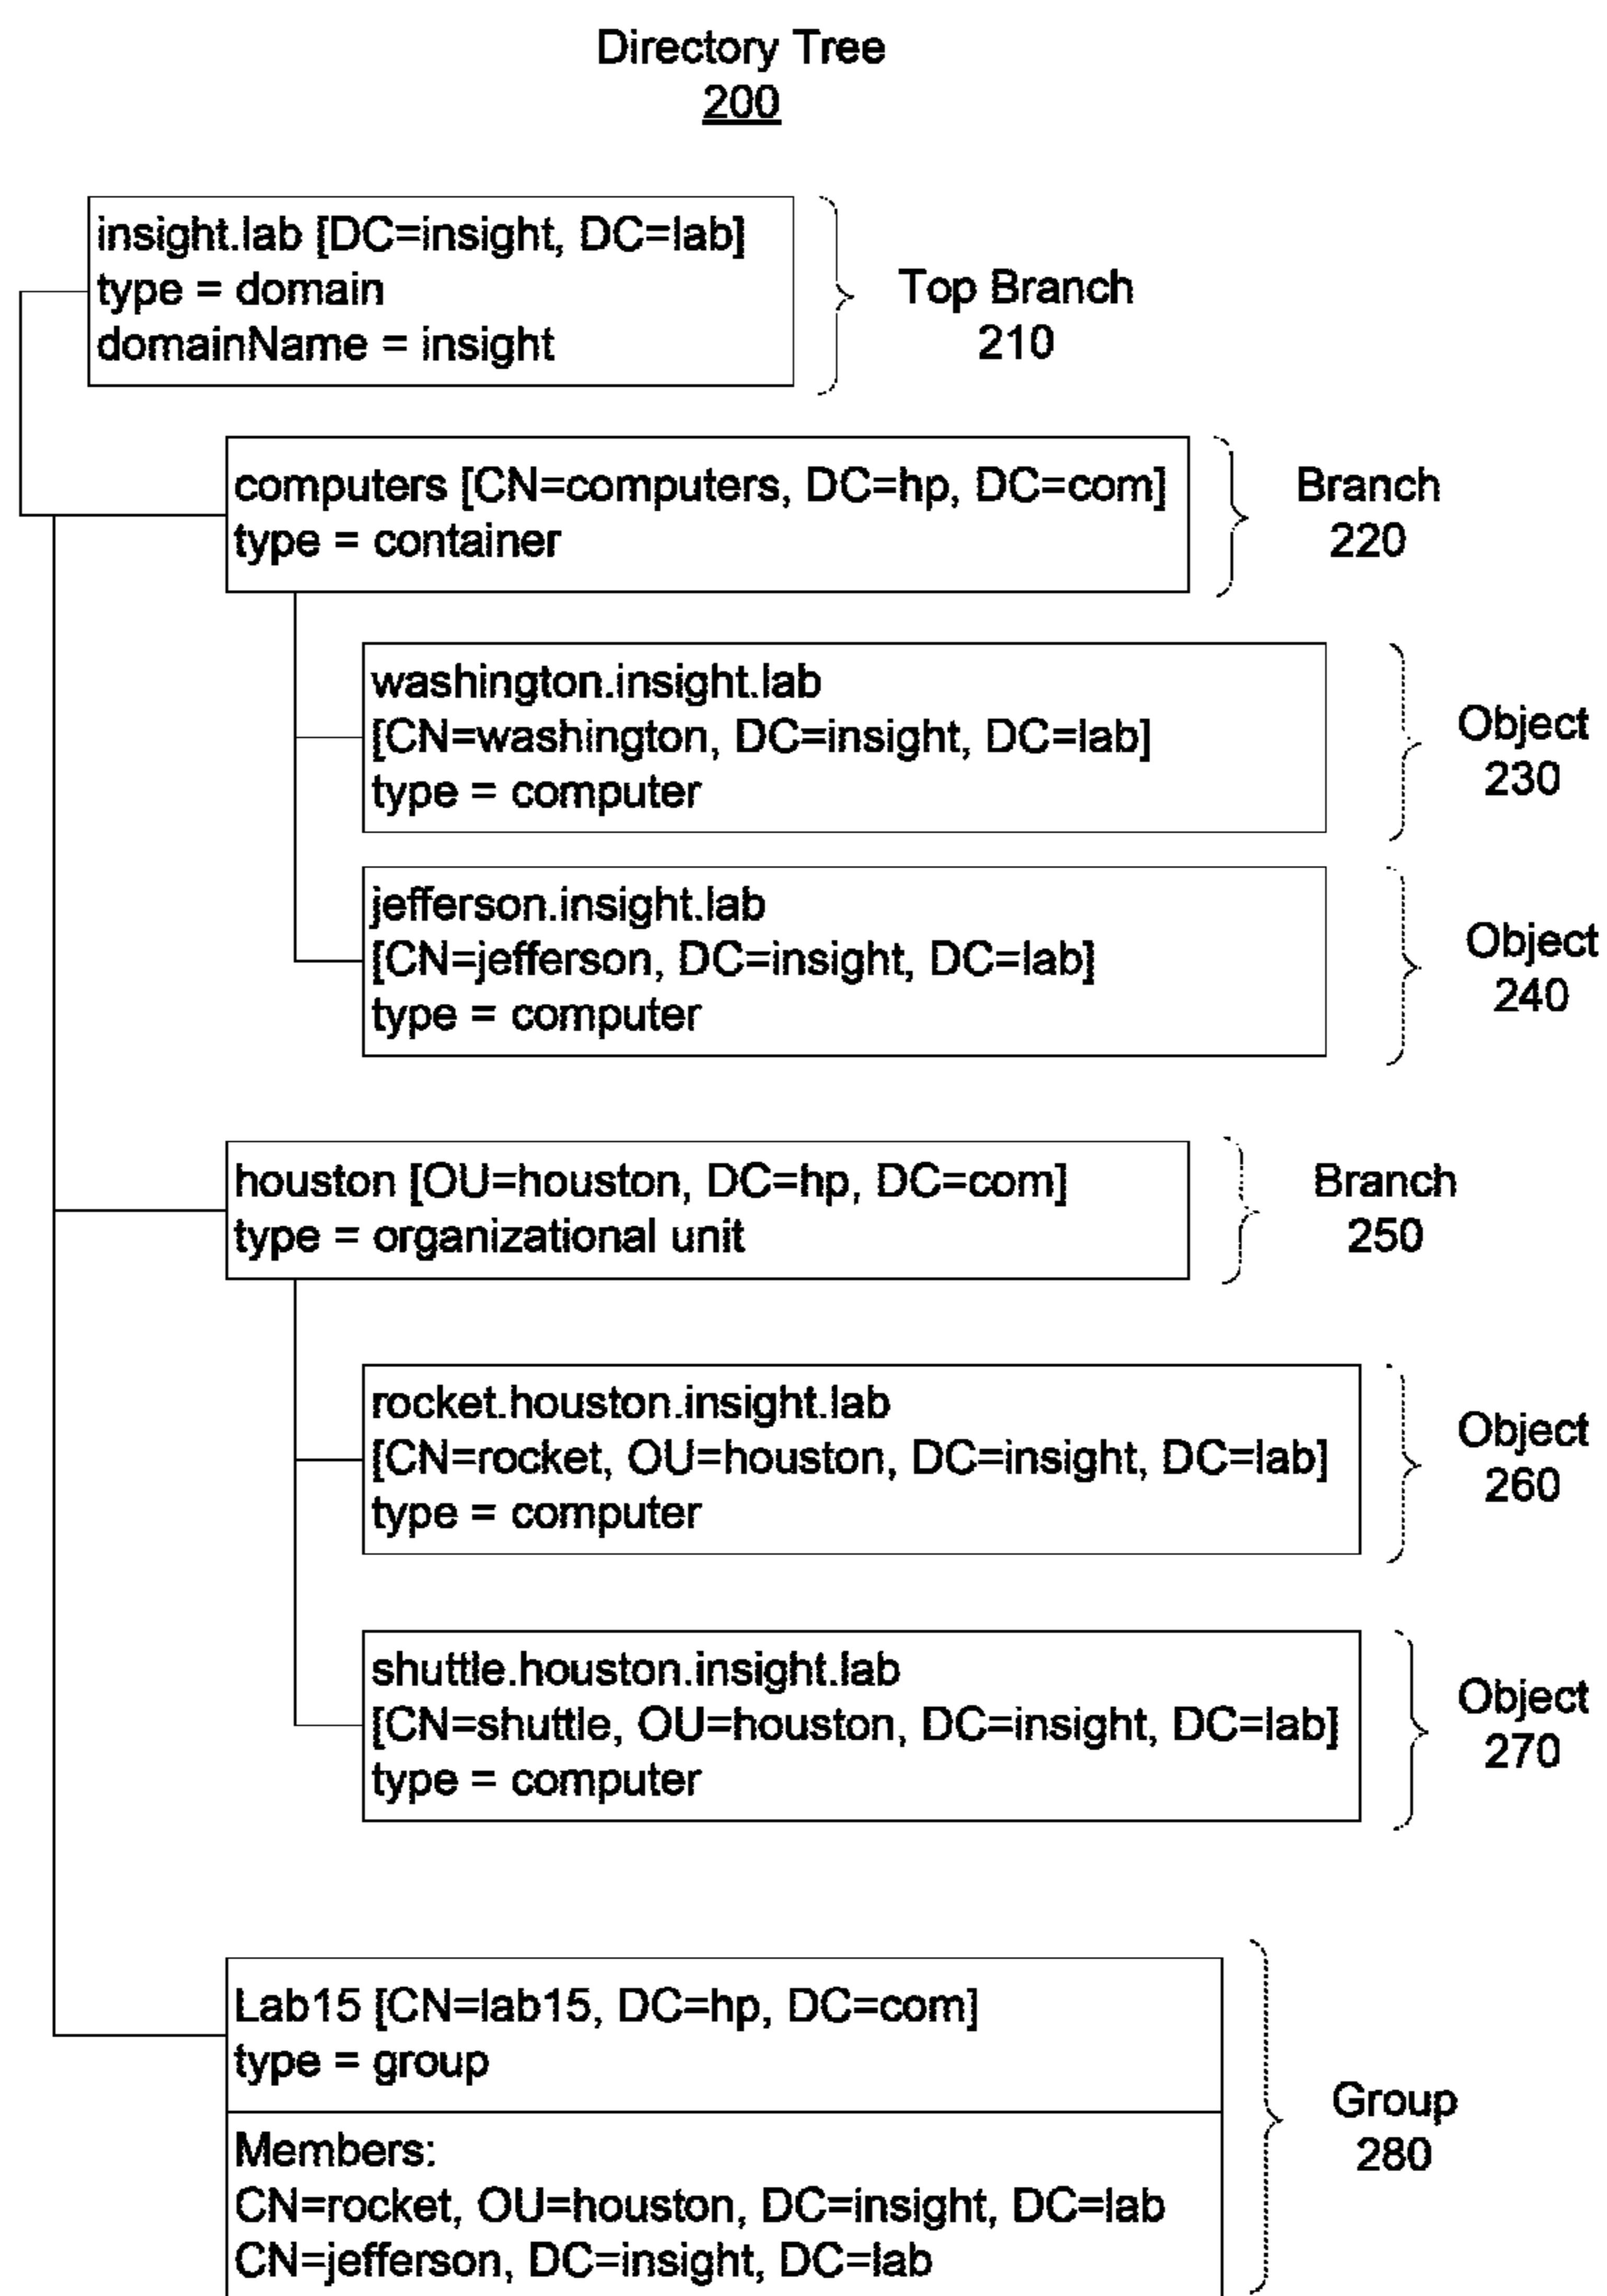 Directory Tree
200
insight.lab [DC=insight, DC=lab]
type = domain
domainName = insight
Top Branch
210
computers [CN=computers, DC=hp, DC=com]
type = container
Branch
220
washington.insight.lab
[CN=washington, DC=insight, DC=lab]
type = computer
Object
230
jefferson.insight.lab
[CN=jefferson, DC=insight, DC=lab]
type = computer
Object
240
houston [OU=houston, DC=hp, DC=com]
type = organizational unit
Branch
250
rocket.houston.insight.lab
[CN=rocket, OU=houston, DC=insight, DC=lab]
type = computer
Object
260
shuttle.houston.insight.lab
[CN=shuttle, OU=houston, DC=insight, DC=lab]
type = computer
Object
270
Lab15 [CN=lab15, DC=hp, DC=com]
type = group
Members:
CN=rocket, OU=houston, DC=insight, DC=lab
CN=jefferson, DC=insight, DC=lab
Group
280